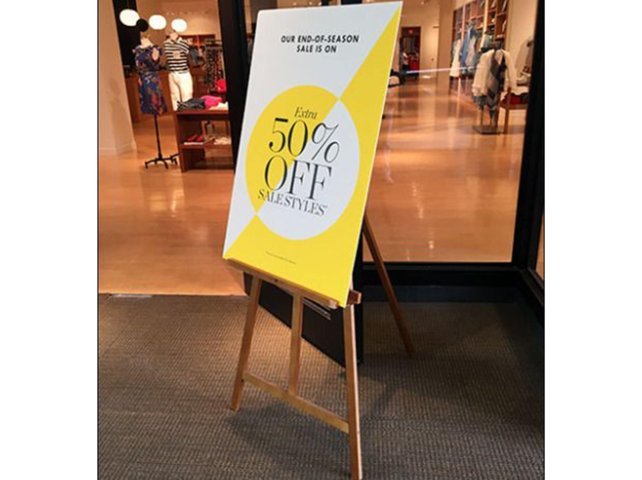 OUR END-OF-SEASON
SALE IS ON
Extra
50%
OFF
SALE STYLES*